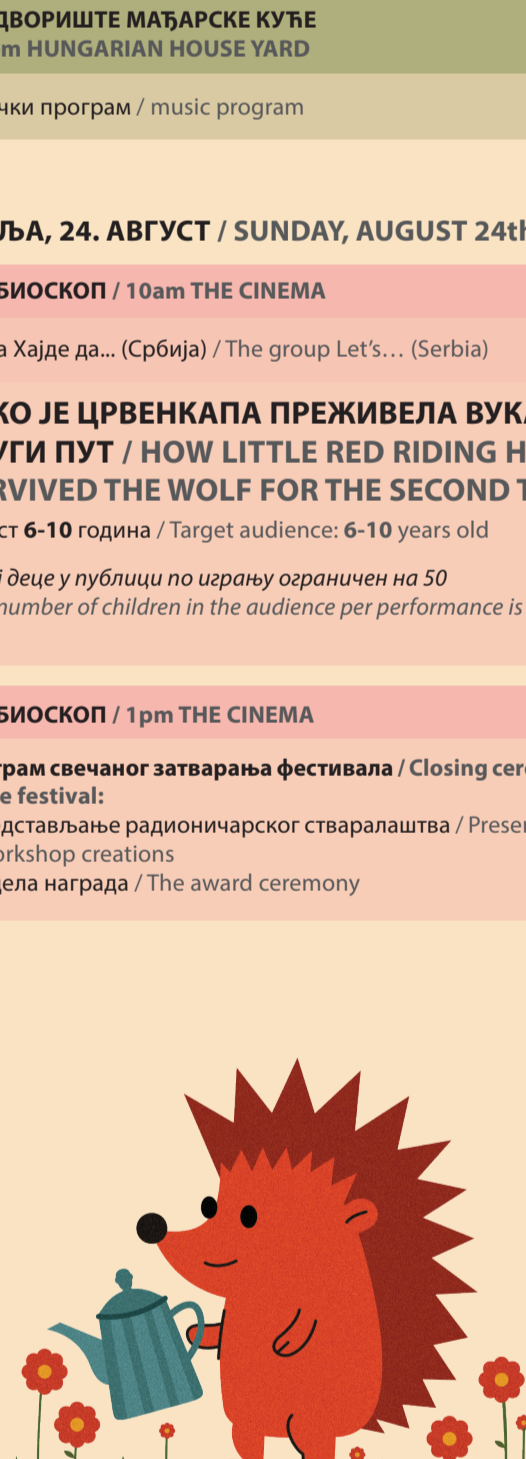 ДВОРИШТЕ МАЂАРСКЕ КУЋЕ
m HUNGARIAN HOUSE YARD
чки програм / music program
ЉА, 24. АВГУСТ / SUNDAY, AUGUST 24th
БИОСКОП / 10am THE CINEMA
а Хајде да... (Србија) / The group Let's... (Serbia)
КО ЈЕ ЦРВЕНКАПА ПРЕЖИВЕЛА ВУКА
УГИ ПУТ / HOW LITTLE RED RIDING H
RVIVED THE WOLF FOR THE SECOND T
ст 6-10 година / Target audience: 6-10 years old
ј деце у публици по игрању ограничен на 50
number of children in the audience per performance is
БИОСКОП / 1pm THE CINEMA
грам свечаног затварања фестивала / Closing cer
e festival:
дстављање радионичарског стваралаштва / Prese
orkshop creations
дела награда / The award ceremony